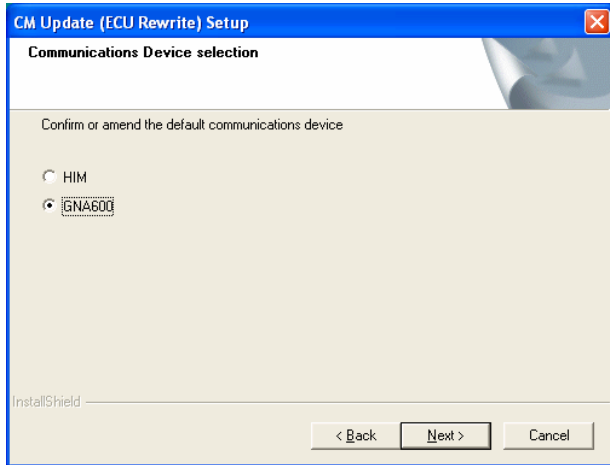 CM Update (ECU Rewrite) Setup
Communications Device selection
Confirm or amend the default communications device
HIM
GNA600
InstallShield
< Back Next > Cancel